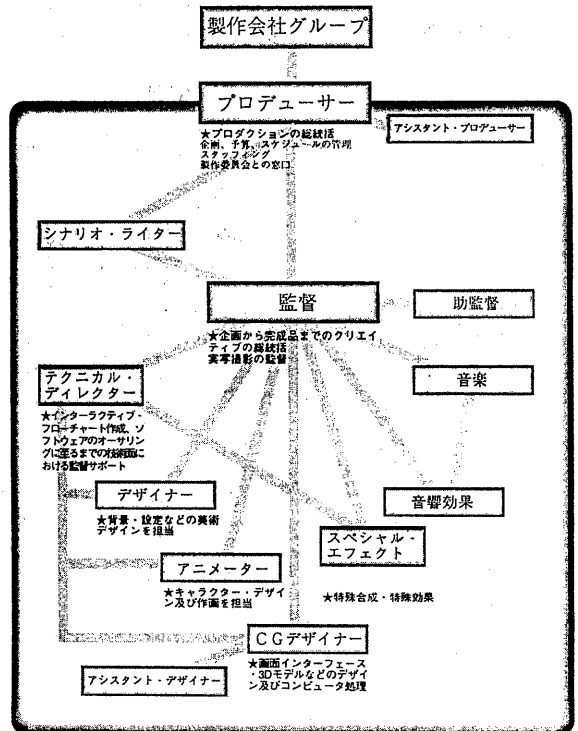 製作会社グループ
プロデューサー
アシスタント・プロデューサー
★プロダクションの総統括
企画、予算、スケジュールの管理
スタッフィング
製作委員会との窓口
シナリオ・ライター
監督
助監督
★企画から完成品までのクリエイ
ティブの総統括
実写撮影の監督
音楽
テクニカル・
ディレクター
★インターラクティブ・
フローチャート作成、ソ
フトウェアのオーサリン
グに至るまでの技術面に
おける監督サポート
デザイナー
★背景・設定などの美術
デザインを担当
音響効果
スペシャル・
エフェクト
★特殊合成・特殊効果
アニメーター
★キャラクター・デザイ
ン及び作画を担当
CGデザイナー
★画面インターフェース
・3Dモデルなどのデザイ
ン及びコンピュータ処理
アシスタント・デザイナー